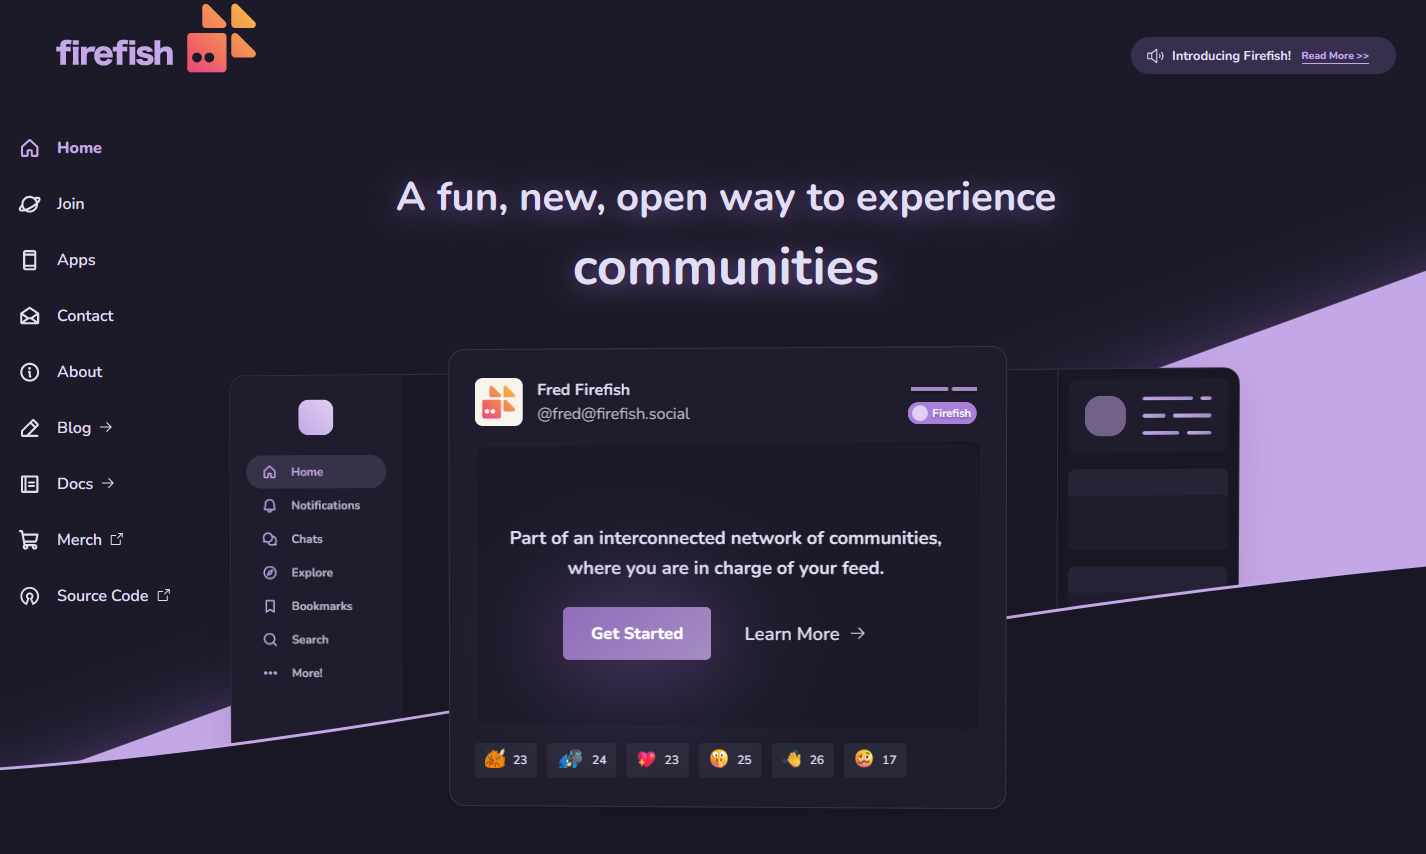 firefish
Introducing Firefish! Read More >>
Home
Join
Apps
Contact
About
Blog →
Docs →
Merch
Source Code
A fun, new, open way to experience
communities
Home
Notifications
Chats
Explore
Bookmarks
Search
More!
Fred Firefish
@fred@firefish.social
Firefish
Part of an interconnected network of communities,
where you are in charge of your feed.
Get Started
Learn More →
23 24 23 25 26 17